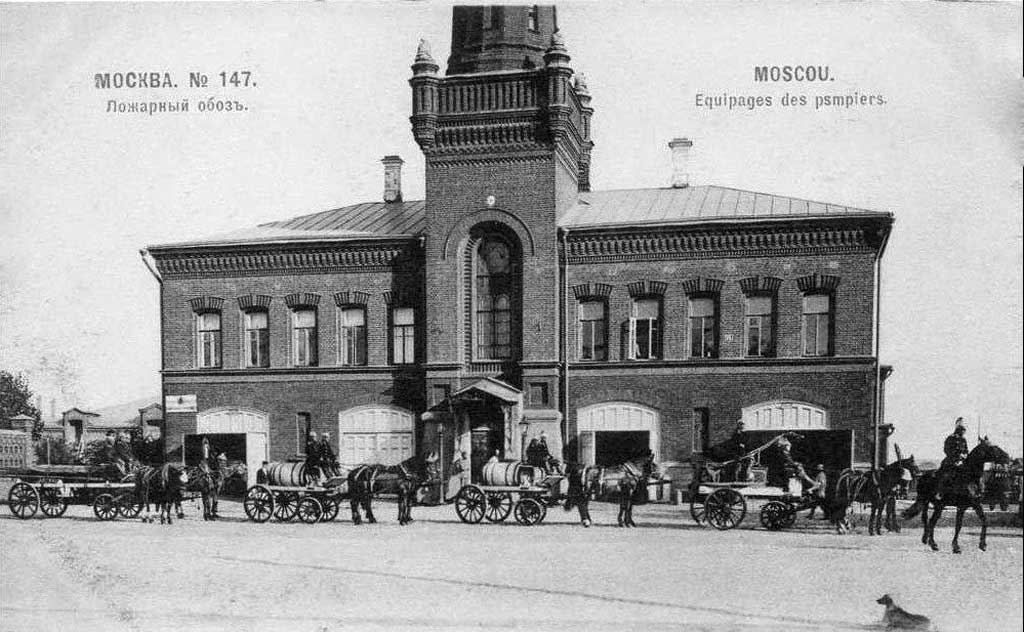 МОСКВА. № 147.
Ложарный обозъ.
MOSCOU.
Equipages des psmpiers.